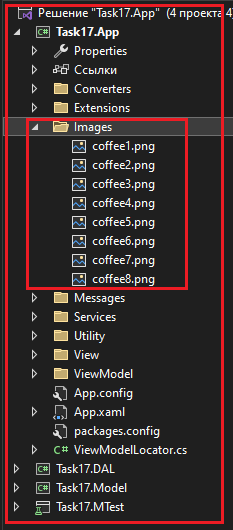 Решение "Task17.App" (4 проекта 4
Task17.App
Properties
Ссылки
Converters
Extensions
Images
coffee1.png
coffee2.png
coffee3.png
coffee4.png
coffee5.png
coffee6.png
coffee7.png
coffee8.png
Messages
Services
Utility
View
ViewModel
App.config
App.xaml
packages.config
C# ViewModelLocator.cs
Task17.DAL
Task17.Model
Task17.MTest